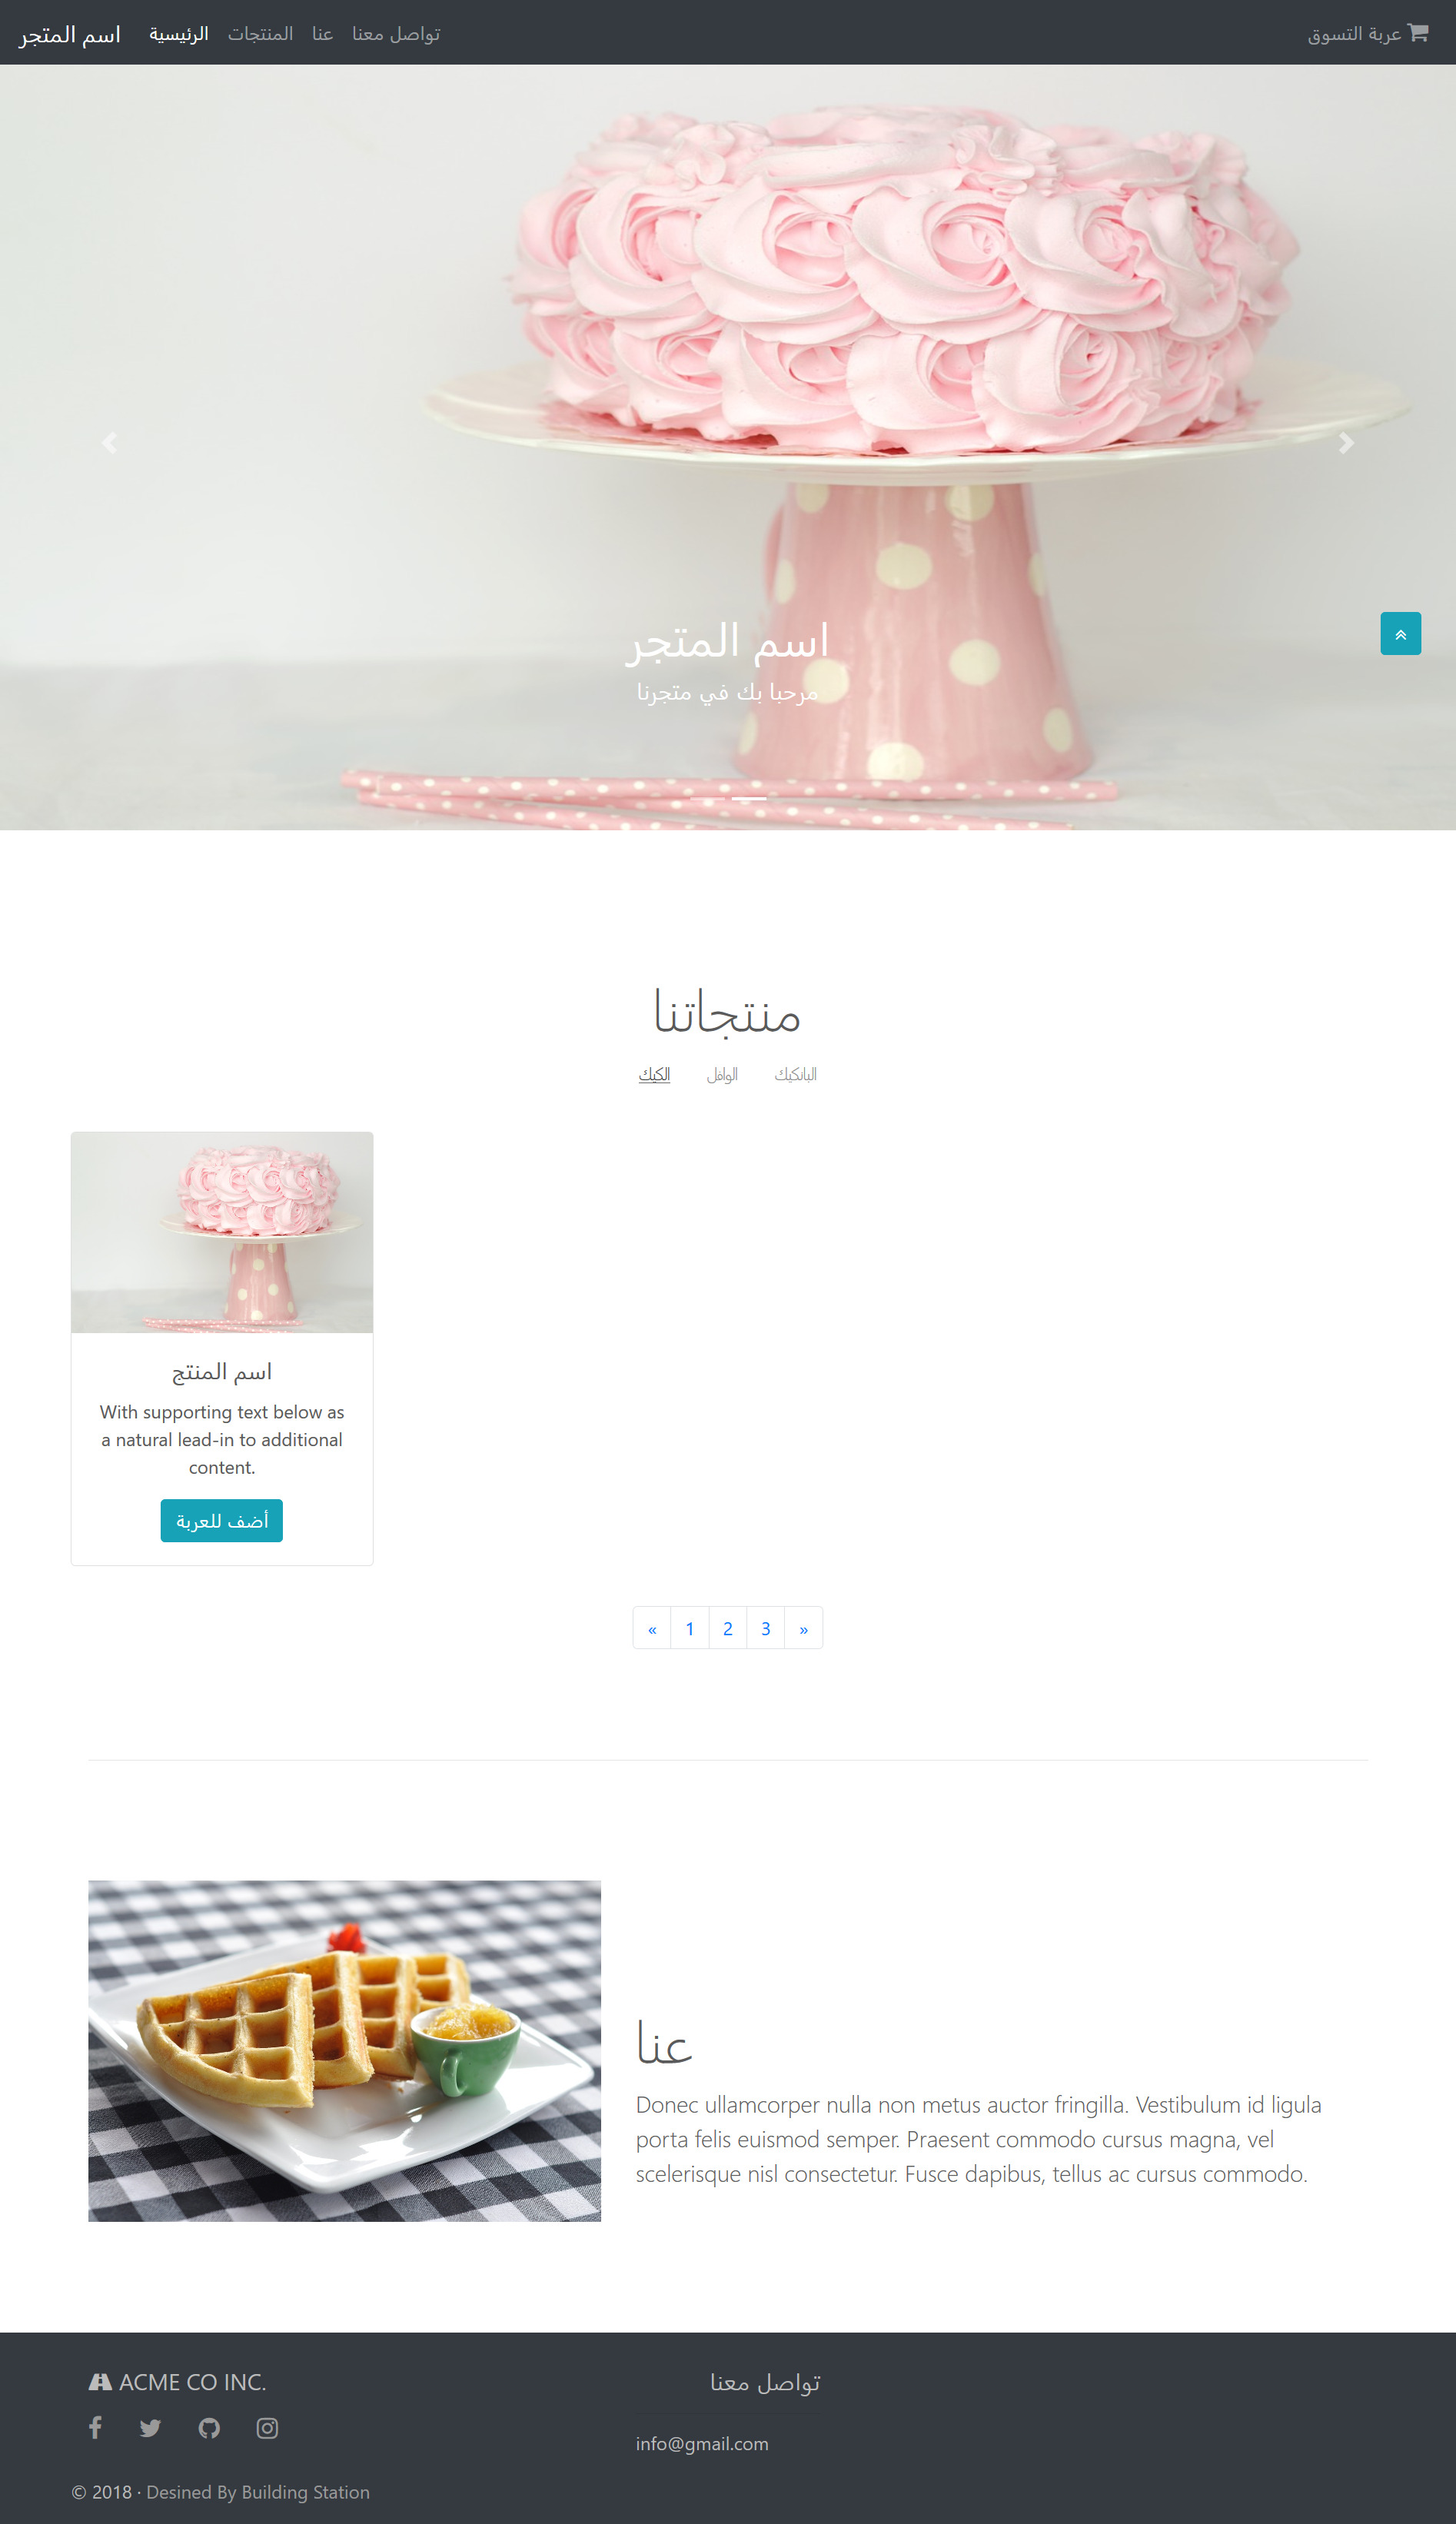 اسم المتجر
الرئيسية
المنتجات
عنا
تواصل معنا
عربة التسوق
اسم المتجر
مرحبا بك في متجرنا
منتجاتنا
الكيك
الوافل
البانكيك
اسم المنتج
With supporting text below as
a natural lead-in to additional
content.
أضف للعربة
« 1 2 3 »
عنا
Donec ullamcorper nulla non metus auctor fringilla. Vestibulum id ligula
porta felis euismod semper. Praesent commodo cursus magna, vel
scelerisque nisl consectetur. Fusce dapibus, tellus ac cursus commodo.
ACME CO INC.
تواصل معنا
info@gmail.com
© 2018 · Desined By Building Station